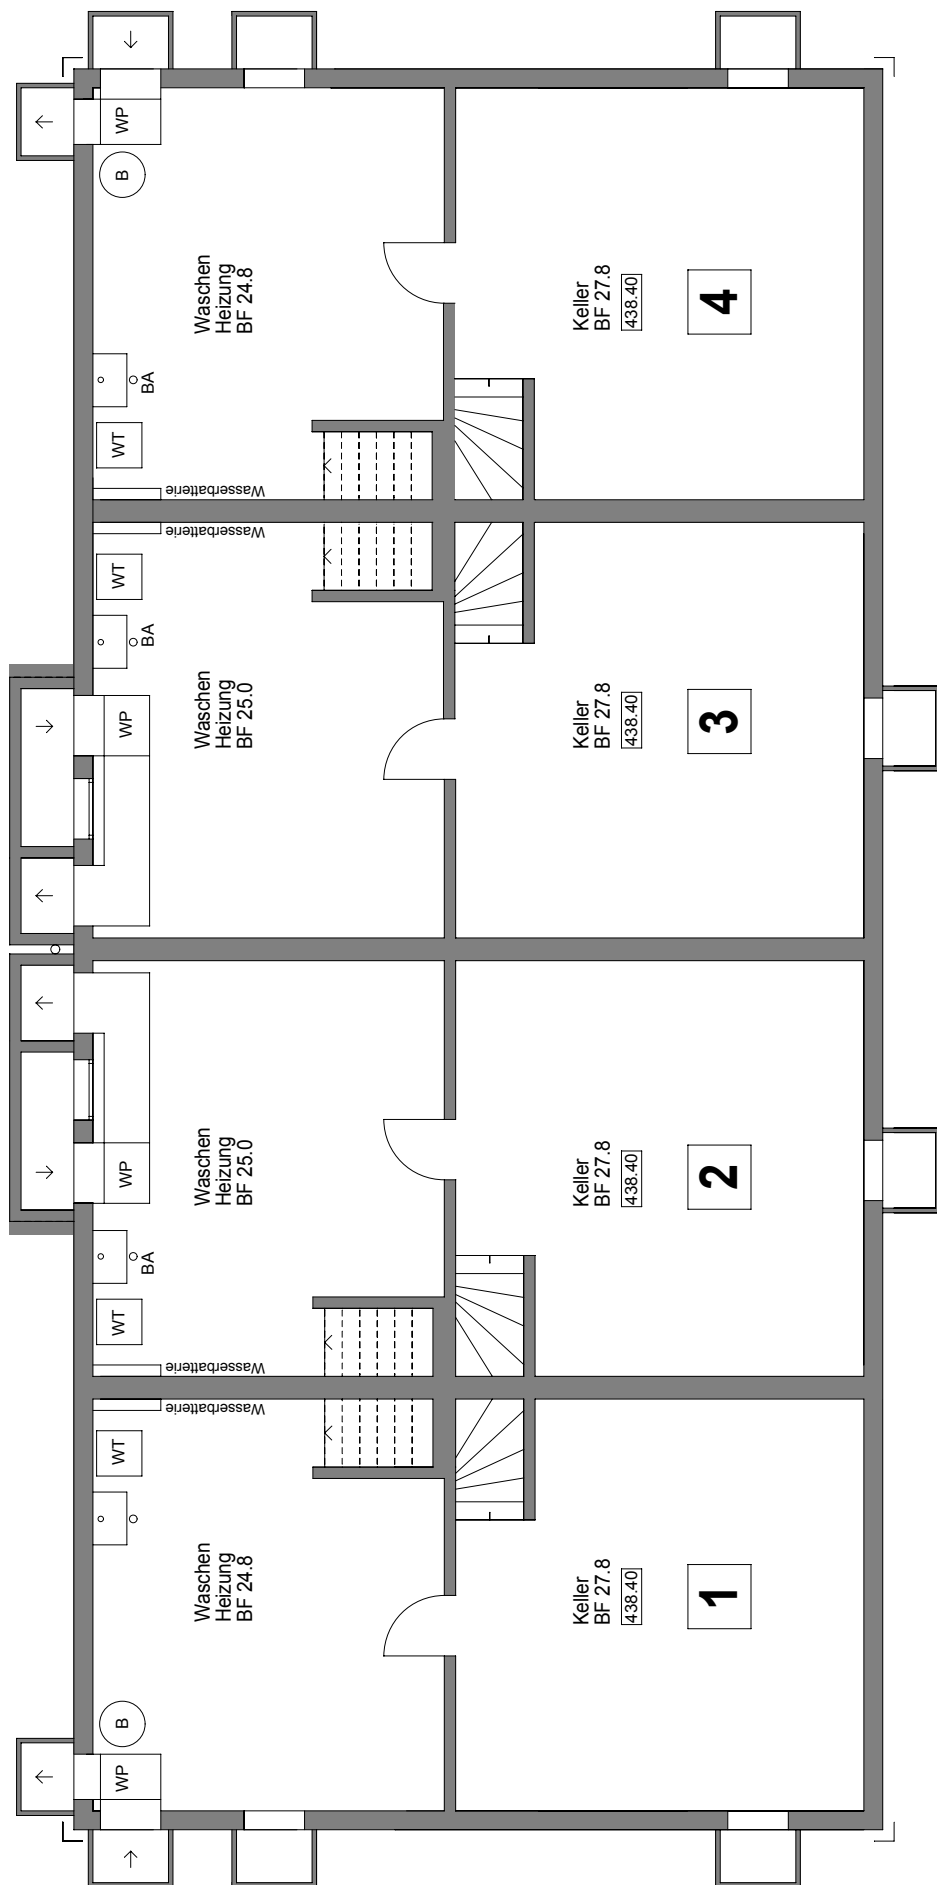 WP
B
Waschen
Heizung
BF 24.8
WT
Wasserbatterie
Keller
BF 27.8
438.40
1
Wasserbatterie
WT
BA
WP
Waschen
Heizung
BF 25.0
Keller
BF 27.8
438.40
2
WP
BA
WT
Wasserbatterie
Waschen
Heizung
BF 25.0
Keller
BF 27.8
438.40
3
Wasserbatterie
WT
BA
B
WP
Waschen
Heizung
BF 24.8
Keller
BF 27.8
438.40
4